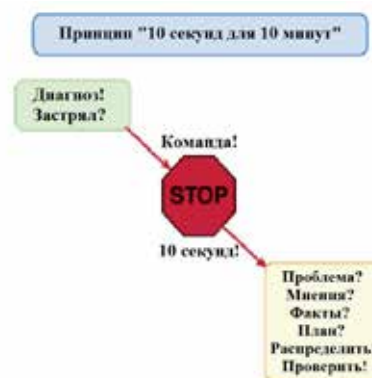 Принцип "10 секунд для 10 минут"
Диагноз!
Застрял?
Команда!
STOP
10 секунд!
Проблема?
Мнения?
Факты?
План?
Распределить!
Проверить!